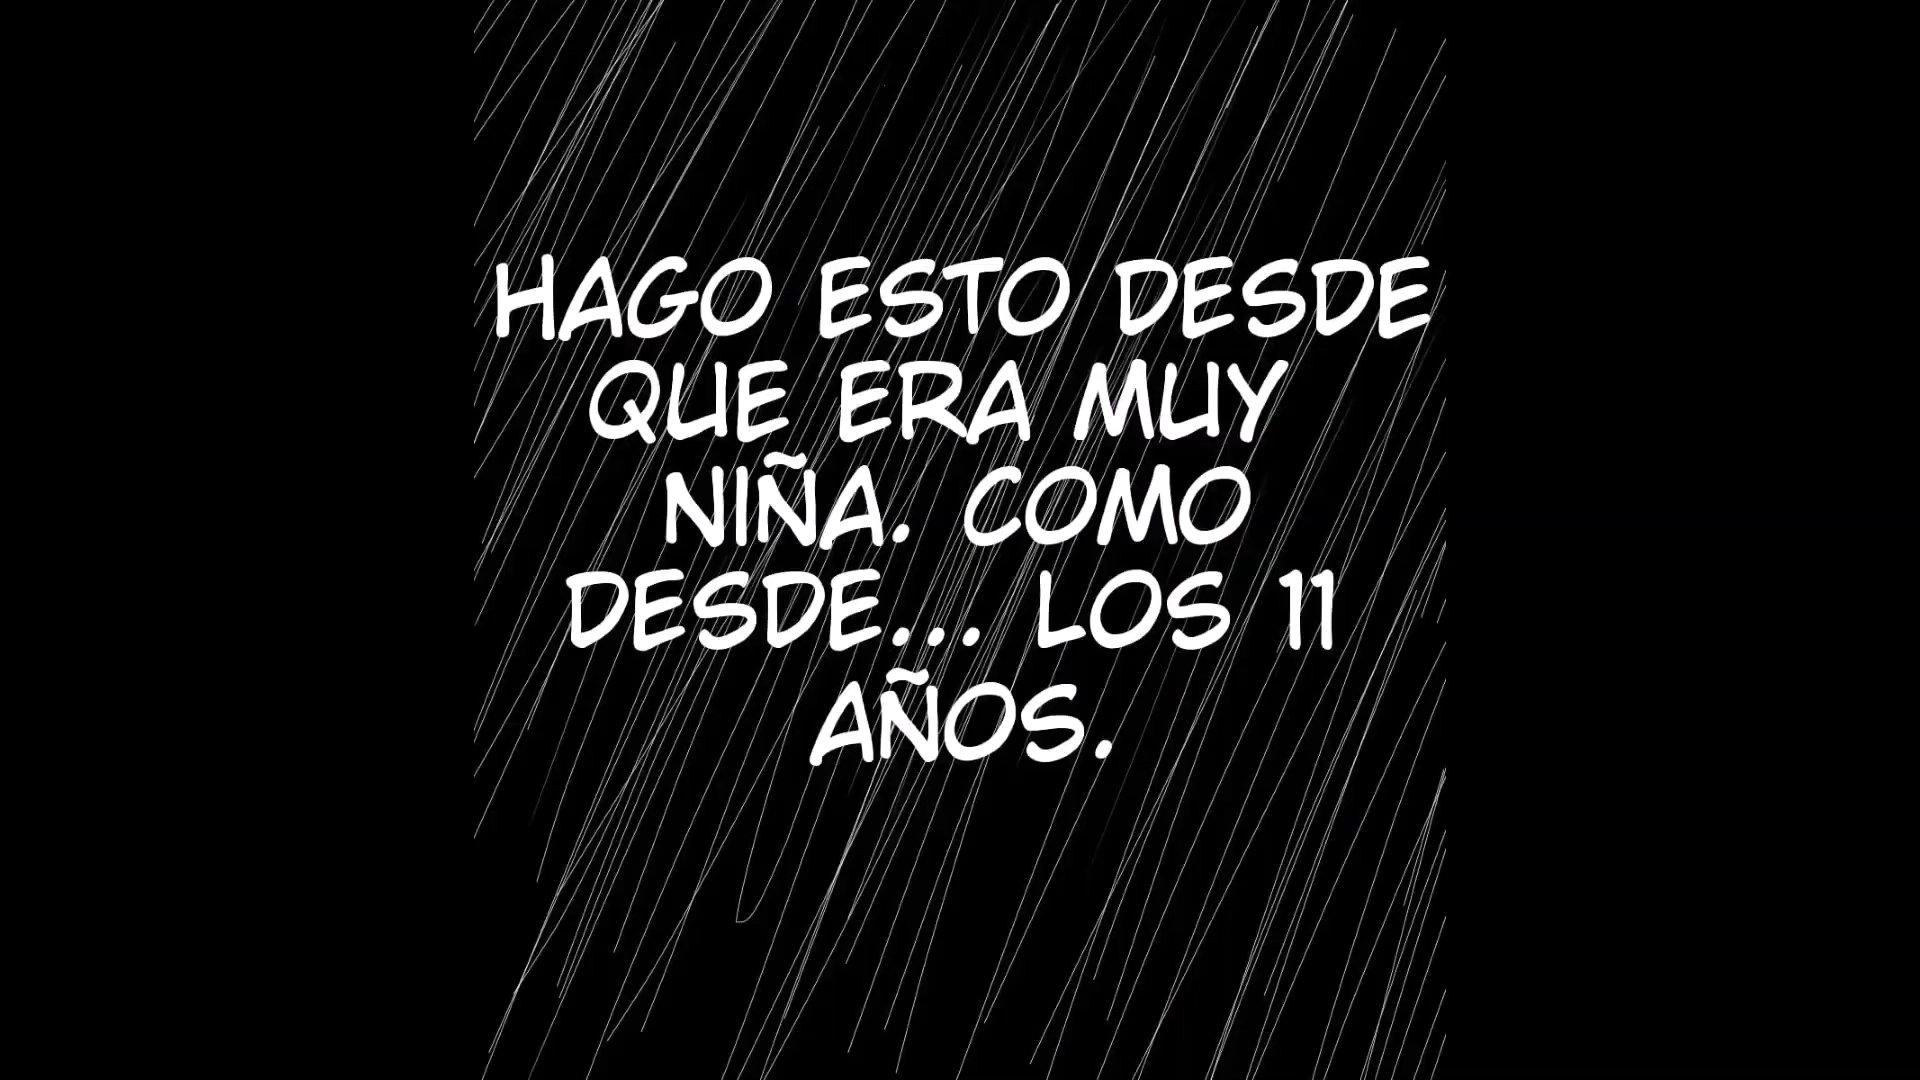 HAGO ESTO DESDE
QUE ERA MUY
NIÑA. COMO
DESDE... LOS 11
AÑOS.